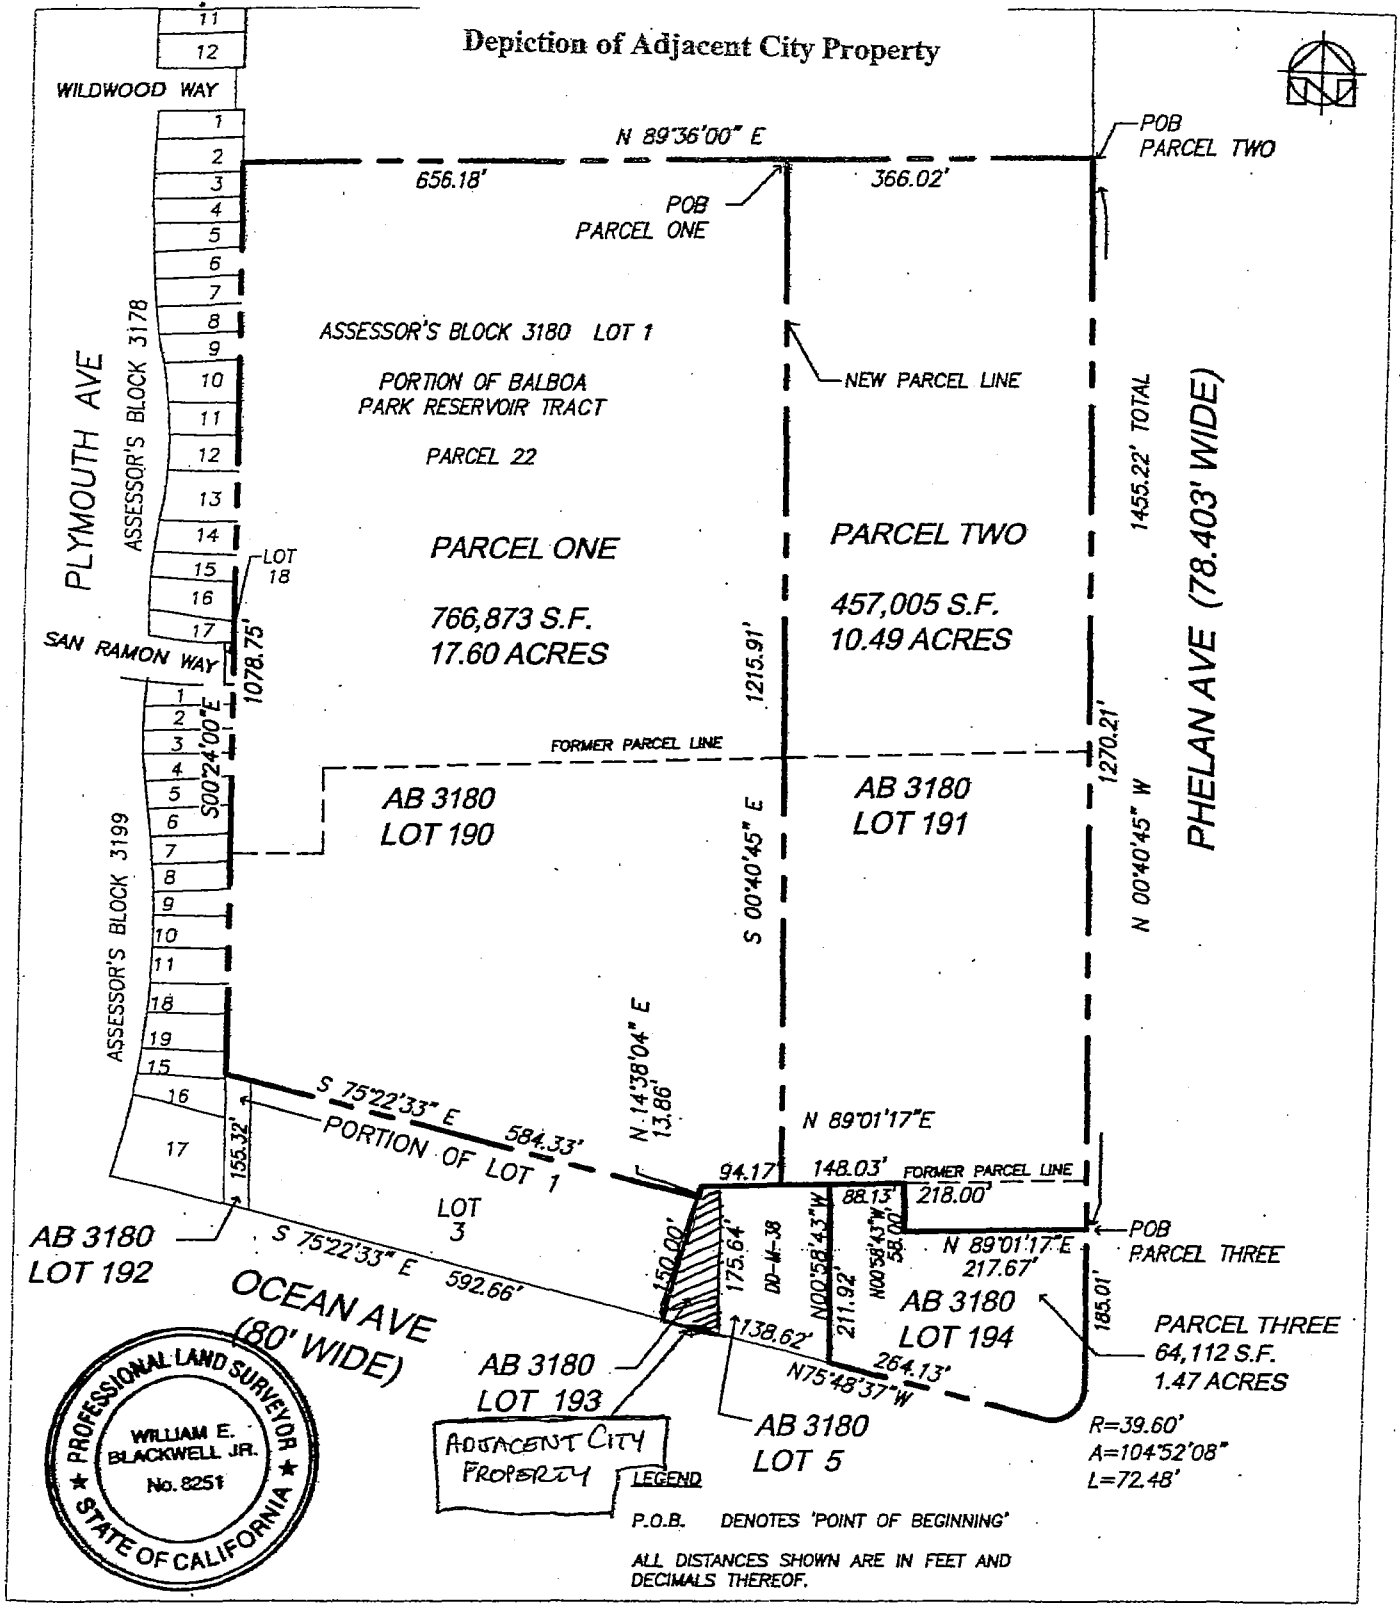 Depiction of Adjacent City Property
11
12
WILDWOOD WAY
1
2
3
4
5
6
7
8
9
10
11
12
13
14
15
16
17
PLYMOUTH AVE
ASSESSOR'S BLOCK 3178
LOT
18
SAN RAMON WAY
1
2
3
4
5
6
7
8
9
10
11
18
19
15
16
17
ASSESSOR'S BLOCK 3199
N 89°36'00" E
656.18'
366.02'
POB
PARCEL ONE
POB
PARCEL TWO
N
ASSESSOR'S BLOCK 3180 LOT 1
PORTION OF BALBOA
PARK RESERVOIR TRACT
PARCEL 22
NEW PARCEL LINE
PARCEL ONE
766,873 S.F.
17.60 ACRES
PARCEL TWO
457,005 S.F.
10.49 ACRES
1078.75'
S00°24'00"E
1215.91'
S 00°40'45" E
1455.22' TOTAL
1270.21'
N 00°40'45" W
PHELAN AVE (78.403' WIDE)
FORMER PARCEL LINE
AB 3180
LOT 190
AB 3180
LOT 191
S 75°22'33" E
584.33'
PORTION OF LOT 1
155.32'
LOT
3
N 14°38'04" E
13.86'
N 89°01'17"E
94.17'
148.03'
FORMER PARCEL LINE
88.13'
218.00'
150.00'
175.64'
DD-M-38
N00°58'43"W
211.92'
N00°58'43"W
58.00'
N 89°01'17"E
217.67'
POB
PARCEL THREE
185.01'
AB 3180
LOT 194
PARCEL THREE
64,112 S.F.
1.47 ACRES
AB 3180
LOT 192
S 75°22'33" E
592.66'
OCEAN AVE
(80' WIDE)
138.62'
N75°48'37"W
264.13'
AB 3180
LOT 193
AB 3180
LOT 5
R=39.60'
A=104°52'08"
L=72.48'
ADJACENT CITY
PROPERTY
PROFESSIONAL LAND SURVEYOR
WILLIAM E.
BLACKWELL JR.
No. 8251
STATE OF CALIFORNIA
LEGEND
P.O.B. DENOTES 'POINT OF BEGINNING'
ALL DISTANCES SHOWN ARE IN FEET AND
DECIMALS THEREOF.